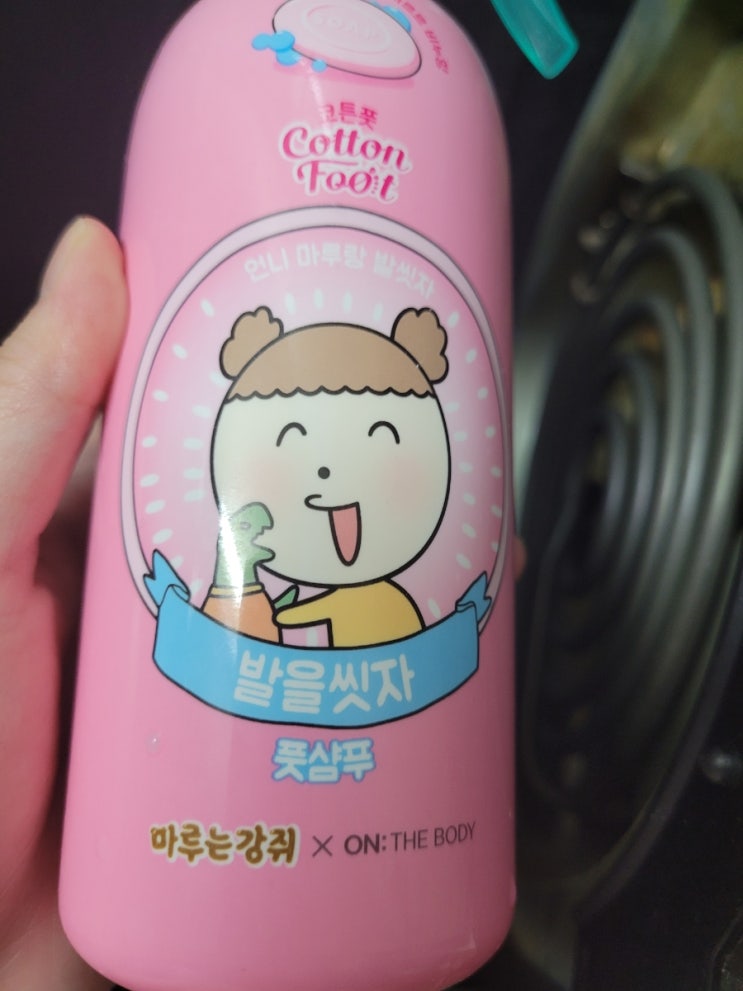 SOAP
코튼풋
Cotton
Foot
언니 마루랑 발씻자
발을씻자
풋샴푸
마루는강쥐 × ON: THE BODY